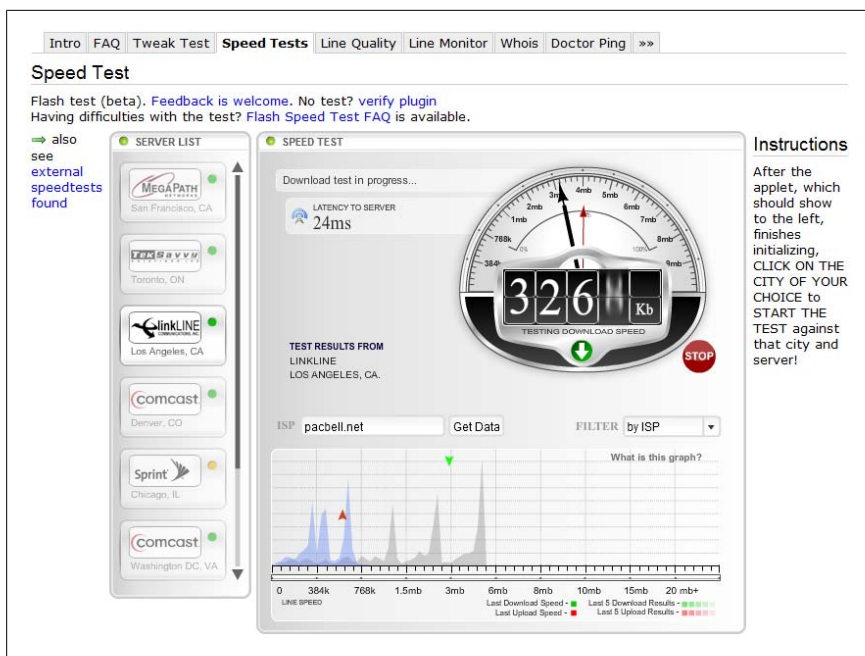 Intro FAQ Tweak Test Speed Tests Line Quality Line Monitor Whois Doctor Ping »»
Speed Test
Flash test (beta). Feedback is welcome. No test? verify plugin
Having difficulties with the test? Flash Speed Test FAQ is available.
also
see
external
speedtests
found
SERVER LIST
MEGAPATH
NETWORKS
San Francisco, CA
TEKSAVVY
Toronto, ON
linkLINE
COMMUNICATIONS, INC.
Los Angeles, CA
comcast
Denver, CO
Sprint
Chicago, IL
comcast
Washington DC, VA
SPEED TEST
Download test in progress...
LATENCY TO SERVER
24ms
384k
768k
1mb
2mb
3mb
4mb
6mb
7mb
8mb
9mb
0%
100%
326 Kb
TESTING DOWNLOAD SPEED
STOP
TEST RESULTS FROM
LINKLINE
LOS ANGELES, CA.
ISP pacbell.net Get Data FILTER by ISP
What is this graph?
0 384k 768k 1.5mb 3mb 6mb 8mb 10mb 15mb 20 mb+
LINE SPEED
Last Download Speed - Last 5 Download Results -
Last Upload Speed - Last 5 Upload Results -
Instructions
After the
applet, which
should show
to the left,
finishes
initializing,
CLICK ON THE
CITY OF YOUR
CHOICE to
START THE
TEST against
that city and
server!